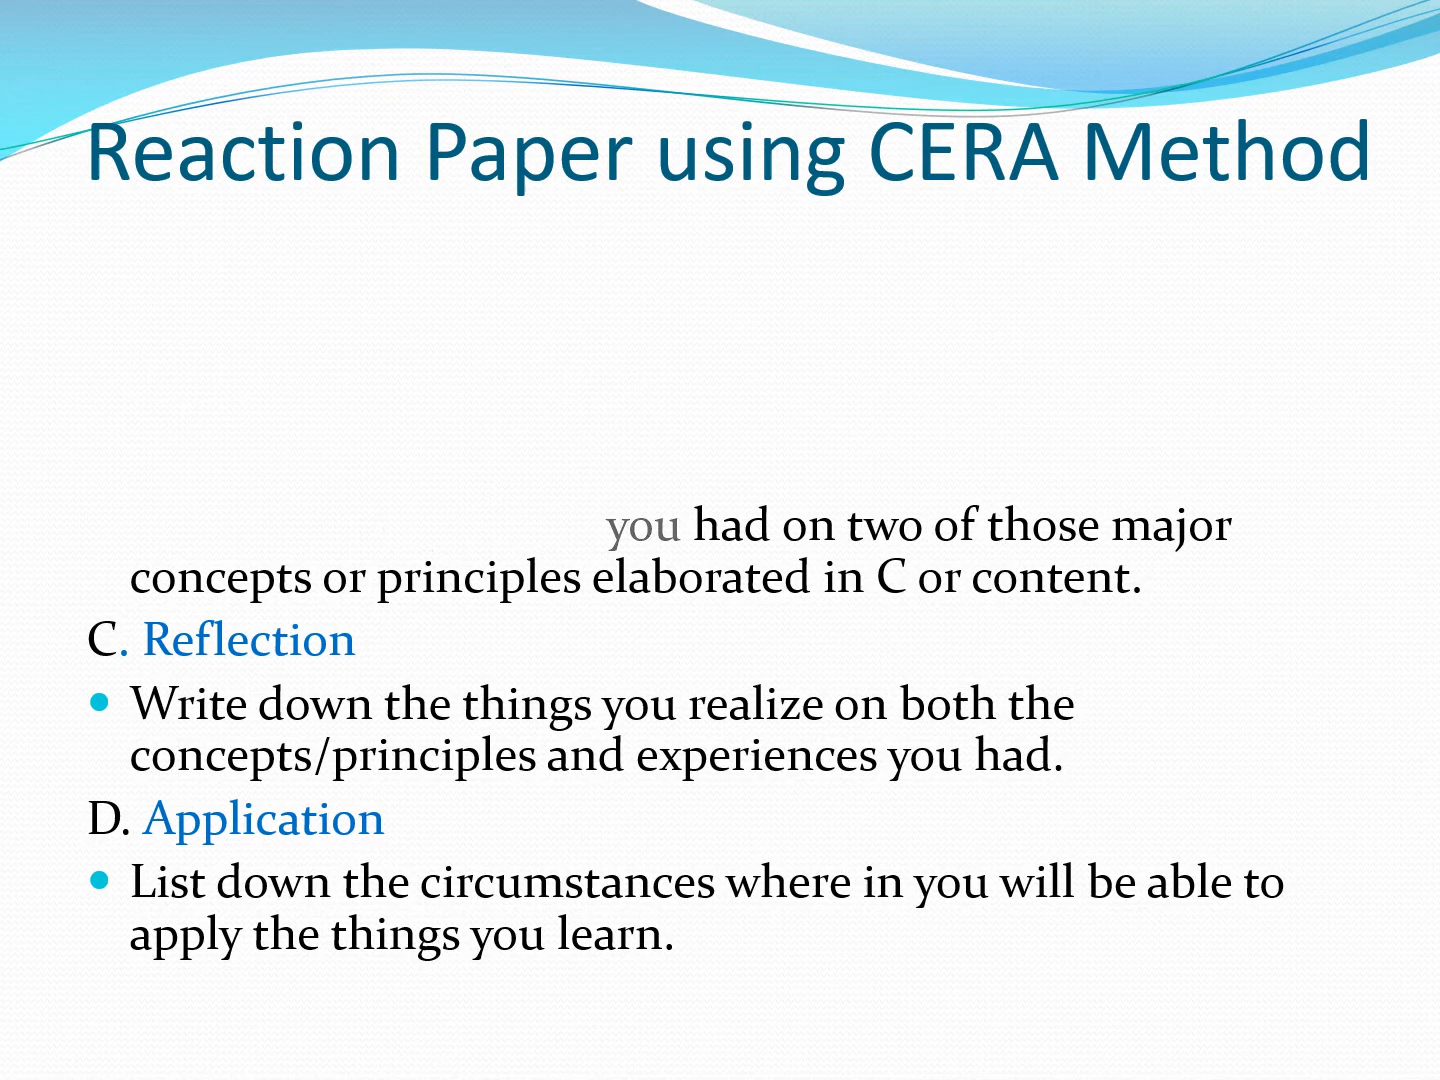 Reaction Paper using CERA Method
you had on two of those major
concepts or principles elaborated in C or content.
C. Reflection
• Write down the things you realize on both the
concepts/principles and experiences you had.
D. Application
• List down the circumstances where in you will be able to
apply the things you learn.